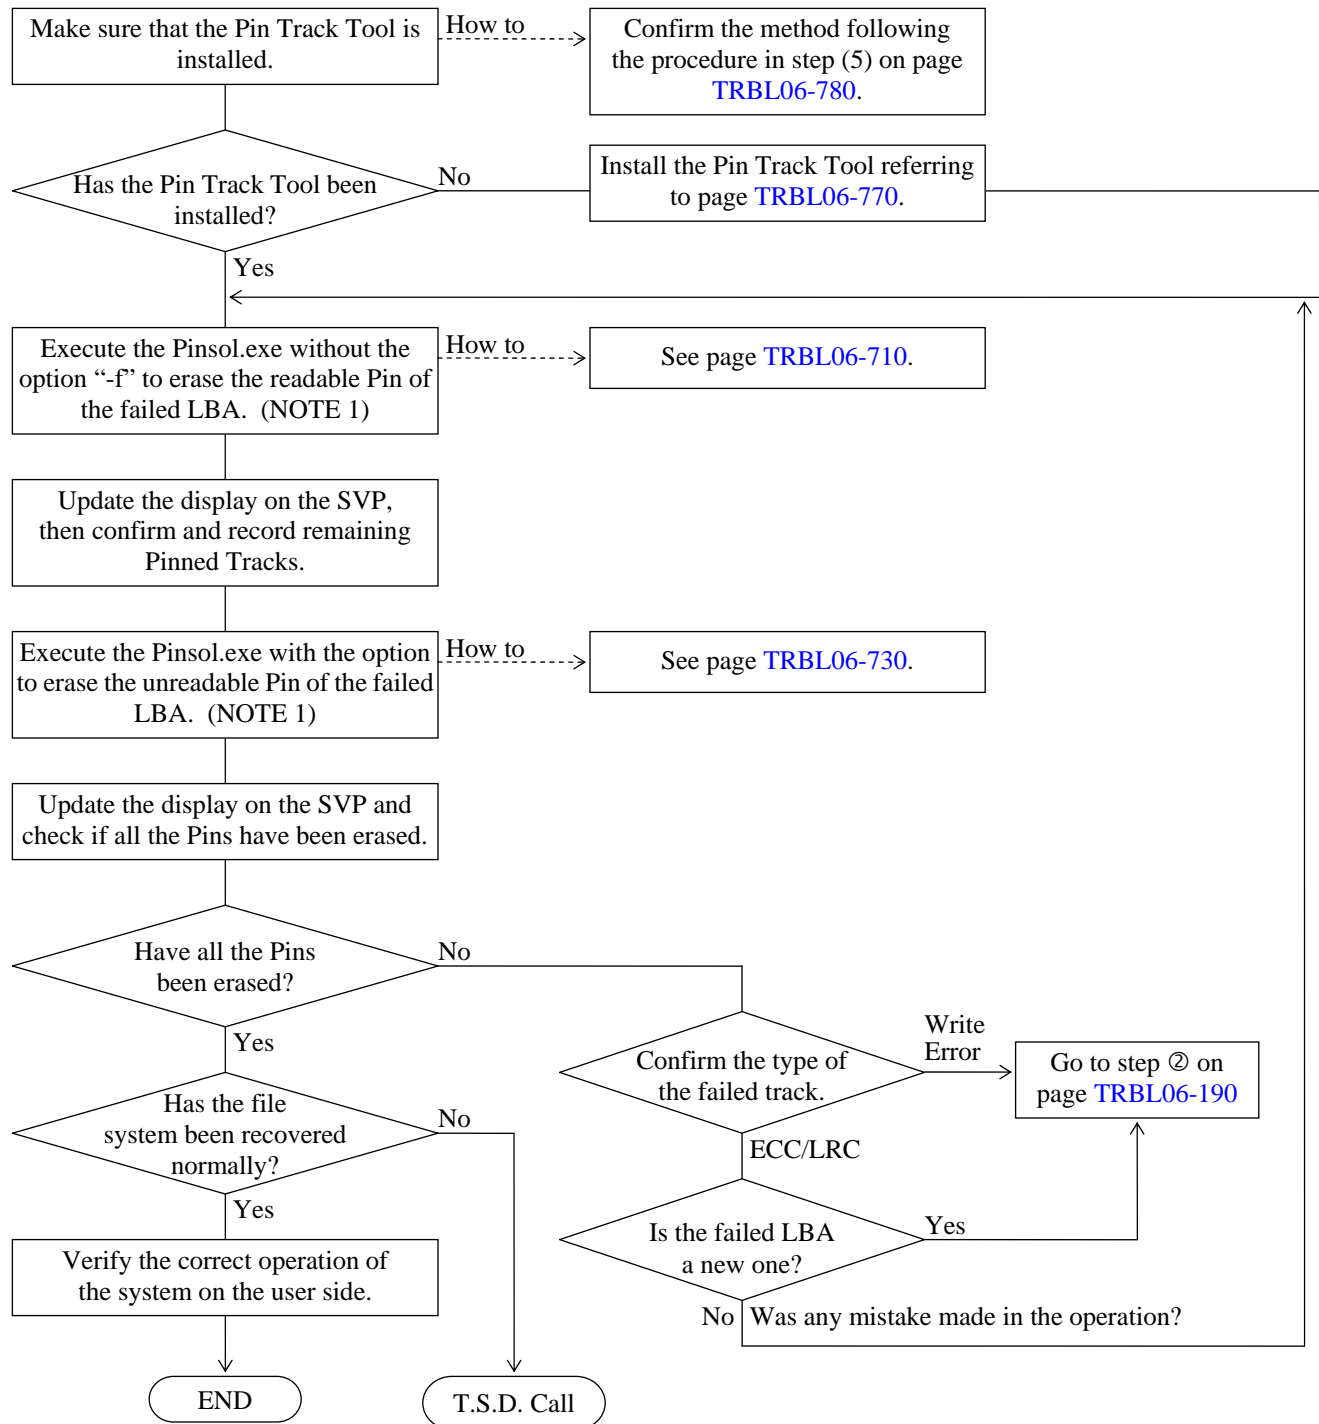 Make sure that the Pin Track Tool is
installed.
How to
Confirm the method following
the procedure in step (5) on page
TRBL06-780.
Has the Pin Track Tool been
installed?
No
Install the Pin Track Tool referring
to page TRBL06-770.
Yes
Execute the Pinsol.exe without the
option “-f” to erase the readable Pin of
the failed LBA.  (NOTE 1)
How to
See page TRBL06-710.
Update the display on the SVP,
then confirm and record remaining
Pinned Tracks.
Execute the Pinsol.exe with the option
to erase the unreadable Pin of the failed
LBA.  (NOTE 1)
How to
See page TRBL06-730.
Update the display on the SVP and
check if all the Pins have been erased.
Have all the Pins
been erased?
No
Yes
Confirm the type of
the failed track.
Write
Error
Go to step ② on
page TRBL06-190
Has the file
system been recovered
normally?
No
ECC/LRC
Yes
Is the failed LBA
a new one?
Yes
Verify the correct operation of
the system on the user side.
No
Was any mistake made in the operation?
END
T.S.D. Call